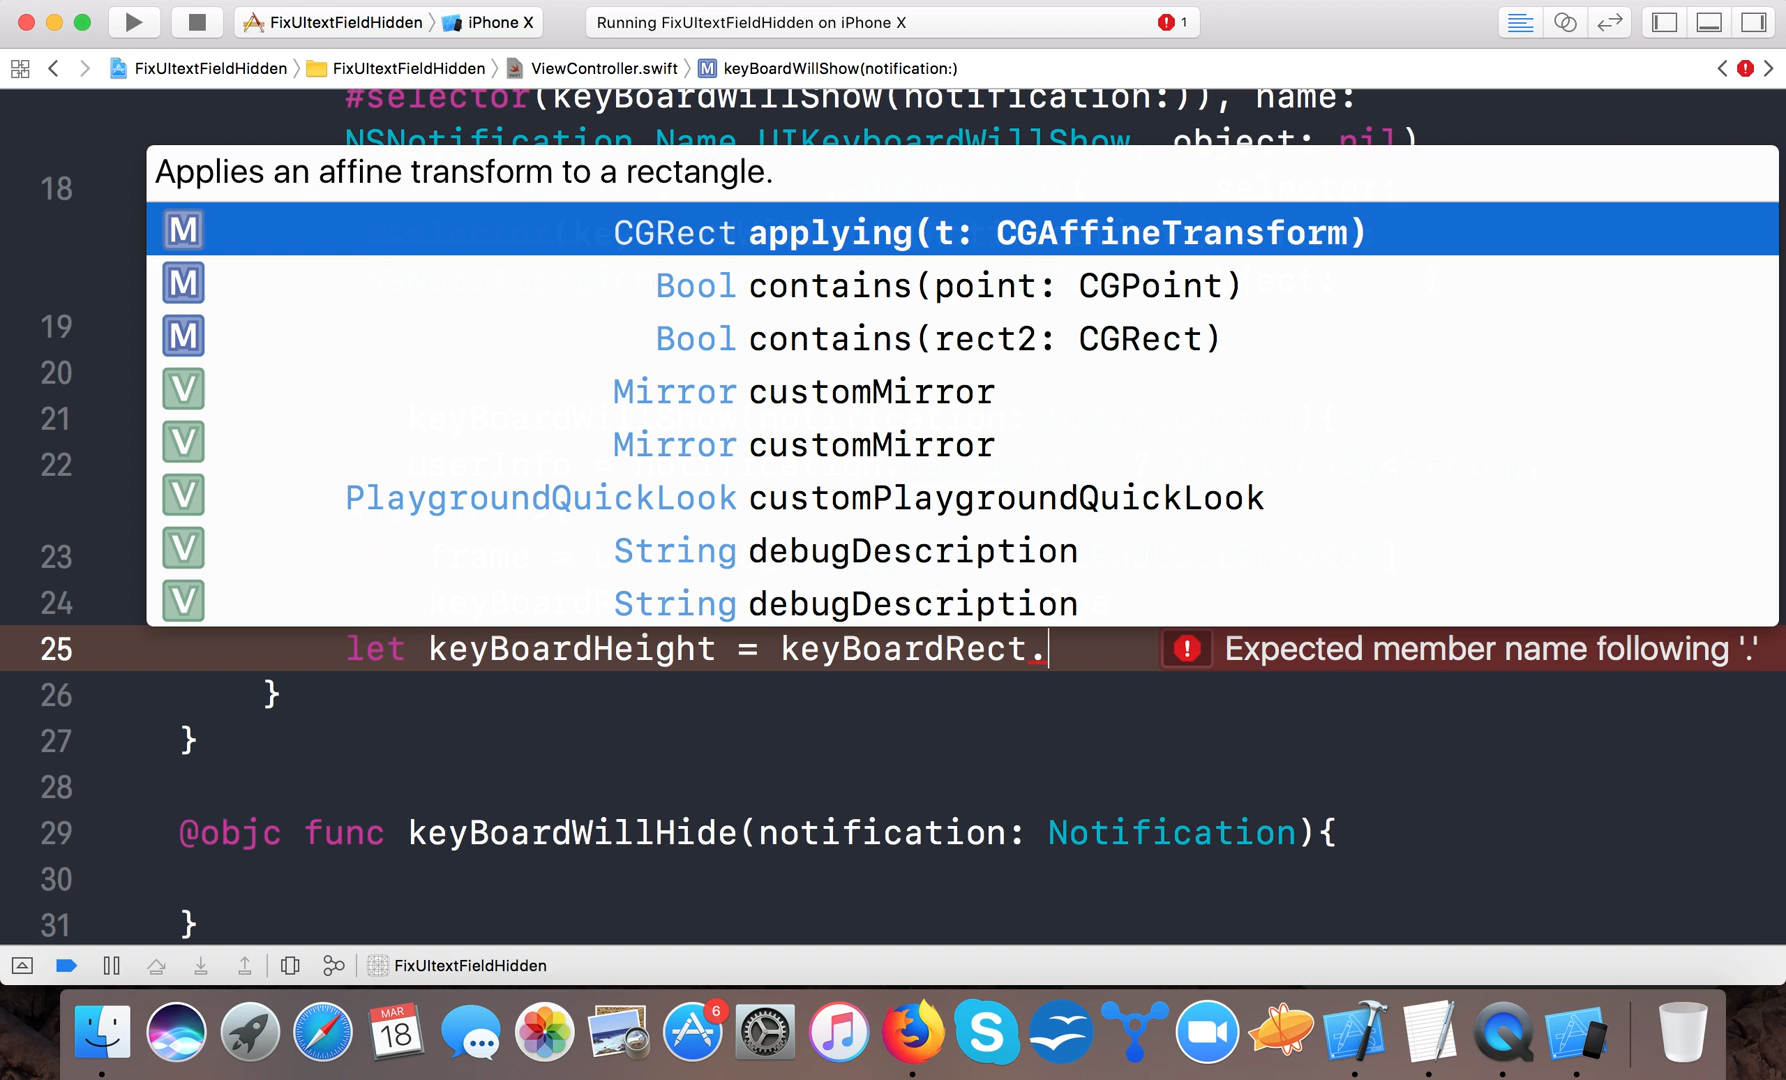 FixUItextFieldHidden 〉 iPhone X
Running FixUItextFieldHidden on iPhone X
1
FixUItextFieldHidden 〉 FixUItextFieldHidden 〉 ViewController.swift 〉 M keyBoardWillShow(notification:)
#selector(keyBoardWillShow(notification:)), name:
NSNotification.Name.UIKeyboardWillShow, object: nil)
Applies an affine transform to a rectangle.
18
M CGRect applying(t: CGAffineTransform)
M Bool contains(point: CGPoint)
M Bool contains(rect2: CGRect)
19
20
V Mirror customMirror
21
V Mirror customMirror
22
V PlaygroundQuickLook customPlaygroundQuickLook
V String debugDescription
23
V String debugDescription
24
25 let keyBoardHeight = keyBoardRect. Expected member name following '.'
26 }
27 }
28
29 @objc func keyBoardWillHide(notification: Notification){
30
31 }
FixUItextFieldHidden
MAR
18
6
S